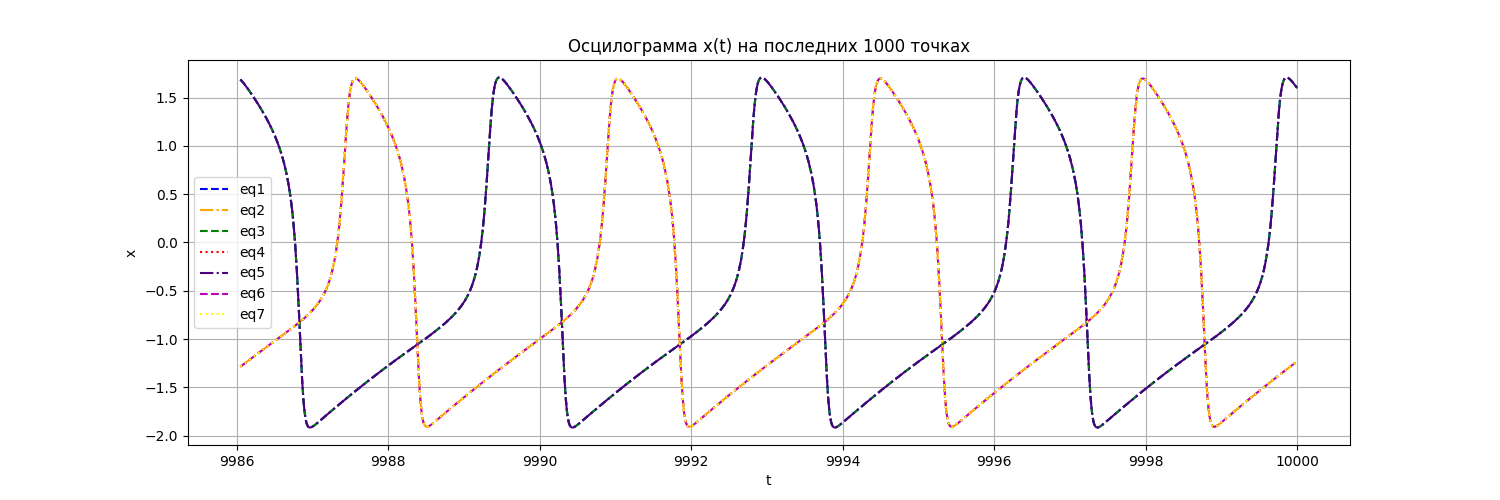 Осцилограмма x(t) на последних 1000 точках
x
1.5
1.0
0.5
0.0
−0.5
−1.0
−1.5
−2.0
eq1
eq2
eq3
eq4
eq5
eq6
eq7
9986 9988 9990 9992 9994 9996 9998 10000
t